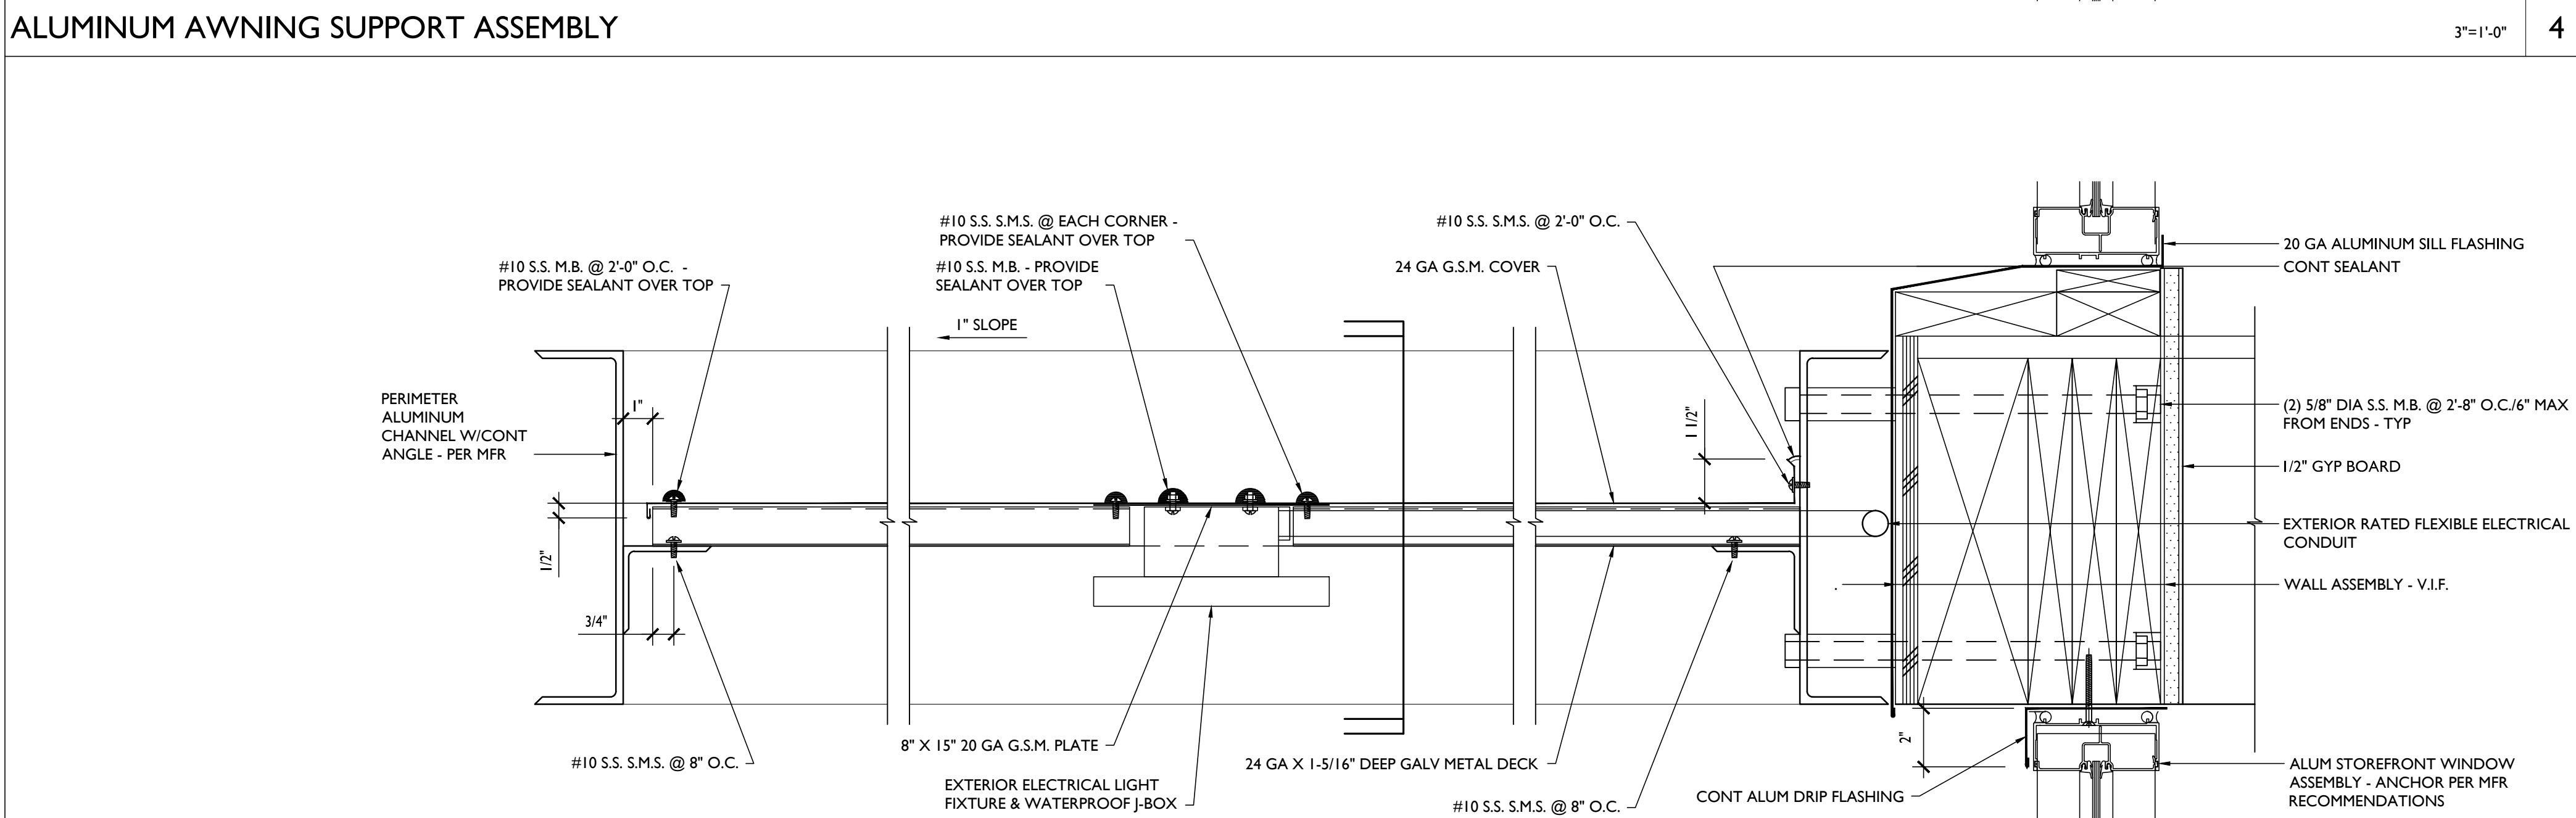 ALUMINUM AWNING SUPPORT ASSEMBLY
3"=1'-0"
4
#10 S.S. M.B. @ 2'-0" O.C. -
PROVIDE SEALANT OVER TOP
#10 S.S. S.M.S. @ EACH CORNER -
PROVIDE SEALANT OVER TOP
#10 S.S. M.B. - PROVIDE
SEALANT OVER TOP
#10 S.S. S.M.S. @ 2'-0" O.C.
24 GA G.S.M. COVER
20 GA ALUMINUM SILL FLASHING
CONT SEALANT
1" SLOPE
PERIMETER
ALUMINUM
CHANNEL W/CONT
ANGLE - PER MFR
1"
1 1/2"
(2) 5/8" DIA S.S. M.B. @ 2'-8" O.C./6" MAX
FROM ENDS - TYP
1/2" GYP BOARD
EXTERIOR RATED FLEXIBLE ELECTRICAL
CONDUIT
1/2"
WALL ASSEMBLY - V.I.F.
3/4"
2"
8" X 15" 20 GA G.S.M. PLATE
#10 S.S. S.M.S. @ 8" O.C.
24 GA X 1-5/16" DEEP GALV METAL DECK
EXTERIOR ELECTRICAL LIGHT
FIXTURE & WATERPROOF J-BOX
#10 S.S. S.M.S. @ 8" O.C.
CONT ALUM DRIP FLASHING
ALUM STOREFRONT WINDOW
ASSEMBLY - ANCHOR PER MFR
RECOMMENDATIONS